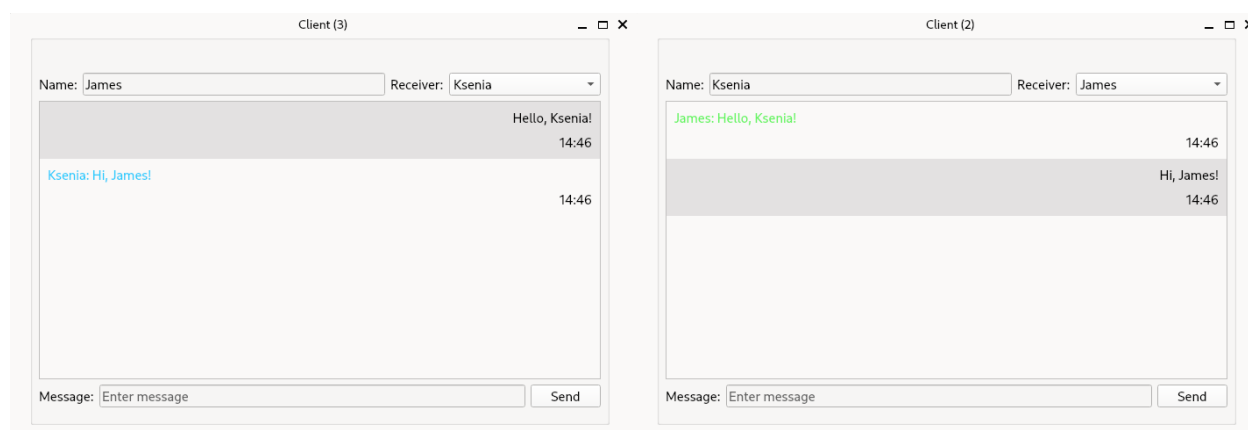 Client (3)
Name: James Receiver: Ksenia
Hello, Ksenia!
14:46
Ksenia: Hi, James!
14:46
Message: Enter message Send
Client (2)
Name: Ksenia Receiver: James
James: Hello, Ksenia!
14:46
Hi, James!
14:46
Message: Enter message Send